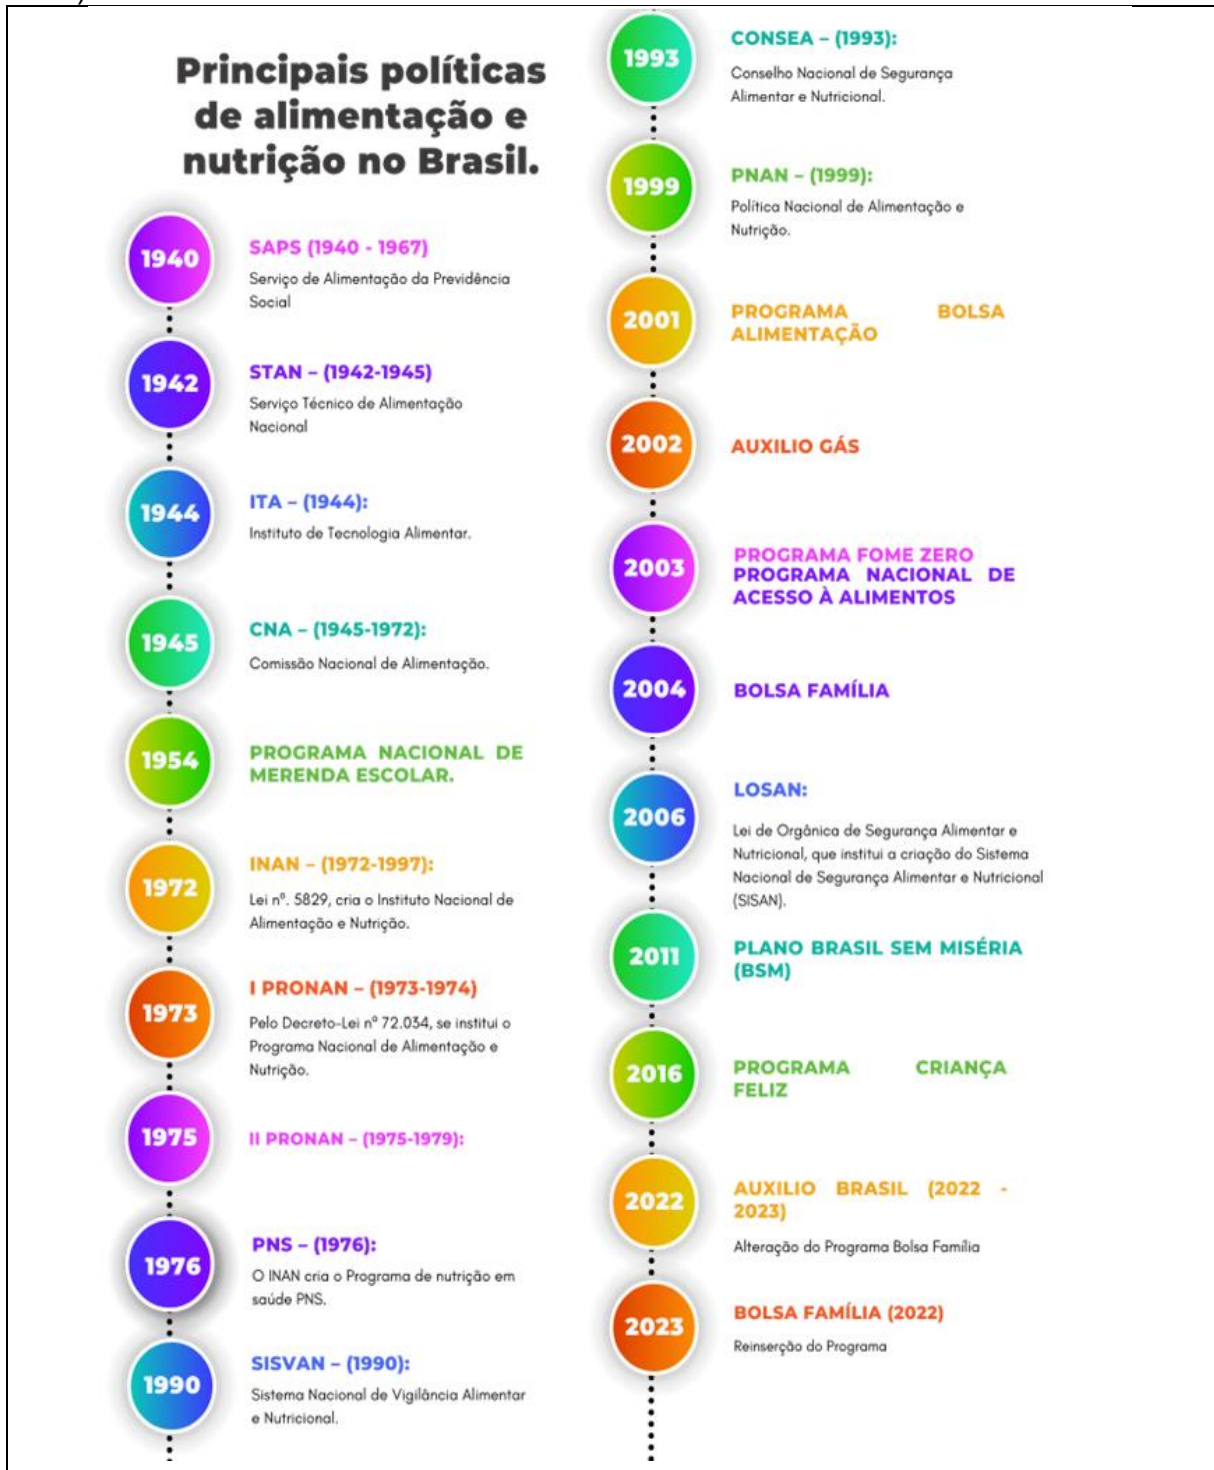 Principais políticas
de alimentação e
nutrição no Brasil.
1940
SAPS (1940 - 1967)
Serviço de Alimentação da Previdência
Social
1942
STAN – (1942-1945)
Serviço Técnico de Alimentação
Nacional
1944
ITA – (1944):
Instituto de Tecnologia Alimentar.
1945
CNA – (1945-1972):
Comissão Nacional de Alimentação.
1954
PROGRAMA NACIONAL DE
MERENDA ESCOLAR.
1972
INAN – (1972-1997):
Lei nº. 5829, cria o Instituto Nacional de
Alimentação e Nutrição.
1973
I PRONAN – (1973-1974)
Pelo Decreto-Lei nº 72.034, se institui o
Programa Nacional de Alimentação e
Nutrição.
1975
II PRONAN – (1975-1979):
1976
PNS – (1976):
O INAN cria o Programa de nutrição em
saúde PNS.
1990
SISVAN – (1990):
Sistema Nacional de Vigilância Alimentar
e Nutricional.
1993
CONSEA – (1993):
Conselho Nacional de Segurança
Alimentar e Nutricional.
1999
PNAN – (1999):
Política Nacional de Alimentação e
Nutrição.
2001
PROGRAMA BOLSA
ALIMENTAÇÃO
2002
AUXILIO GÁS
2003
PROGRAMA FOME ZERO
PROGRAMA NACIONAL DE
ACESSO À ALIMENTOS
2004
BOLSA FAMÍLIA
2006
LOSAN:
Lei de Orgânica de Segurança Alimentar e
Nutricional, que institui a criação do Sistema
Nacional de Segurança Alimentar e Nutricional
(SISAN).
2011
PLANO BRASIL SEM MISÉRIA
(BSM)
2016
PROGRAMA CRIANÇA
FELIZ
2022
AUXILIO BRASIL (2022 -
2023)
Alteração do Programa Bolsa Família
2023
BOLSA FAMÍLIA (2022)
Reinserção do Programa